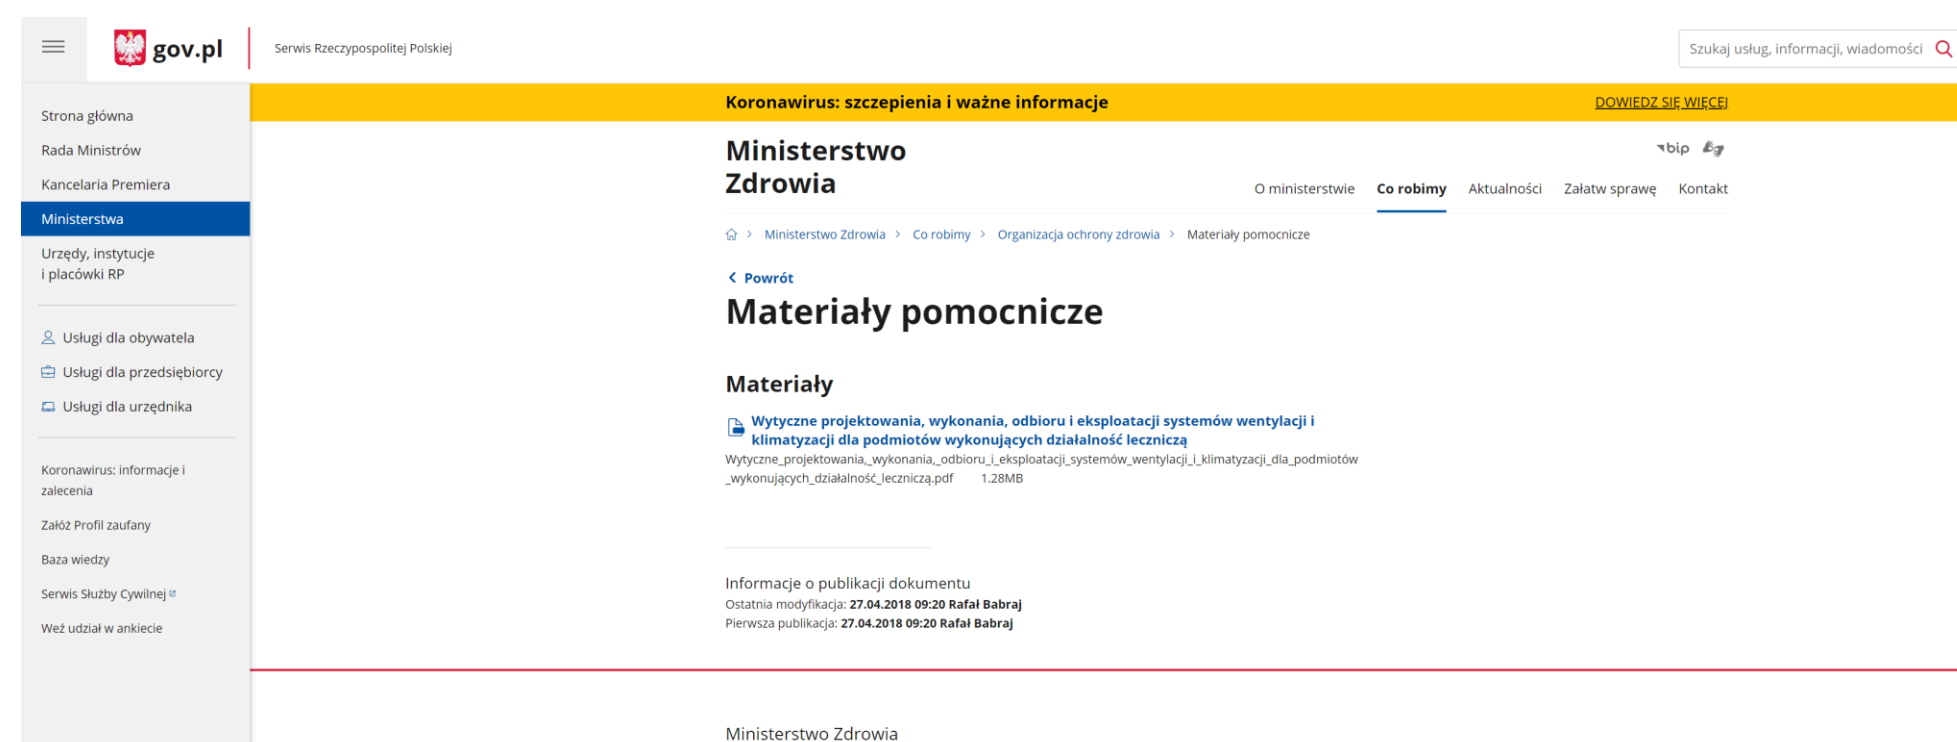 gov.pl
Serwis Rzeczypospolitej Polskiej
Szukaj usług, informacji, wiadomości
Strona główna
Rada Ministrów
Kancelaria Premiera
Ministerstwa
Urzędy, instytucje
i placówki RP
Usługi dla obywatela
Usługi dla przedsiębiorcy
Usługi dla urzędnika
Koronawirus: informacje i
zalecenia
Załóż Profil zaufany
Baza wiedzy
Serwis Służby Cywilnej
Weź udział w ankiecie
Koronawirus: szczepienia i ważne informacje
DOWIEDZ SIĘ WIĘCEJ
Ministerstwo
Zdrowia
bip
O ministerstwie Co robimy Aktualności Załatw sprawę Kontakt
Ministerstwo Zdrowia > Co robimy > Organizacja ochrony zdrowia > Materiały pomocnicze
Powrót
Materiały pomocnicze
Materiały
Wytyczne projektowania, wykonania, odbioru i eksploatacji systemów wentylacji i
klimatyzacji dla podmiotów wykonujących działalność leczniczą
Wytyczne_projektowania,_wykonania,_odbioru_i_eksploatacji_systemów_wentylacji_i_klimatyzacji_dla_podmiotów
_wykonujących_działalność_leczniczą.pdf 1.28MB
Informacje o publikacji dokumentu
Ostatnia modyfikacja: 27.04.2018 09:20 Rafał Babraj
Pierwsza publikacja: 27.04.2018 09:20 Rafał Babraj
Ministerstwo Zdrowia